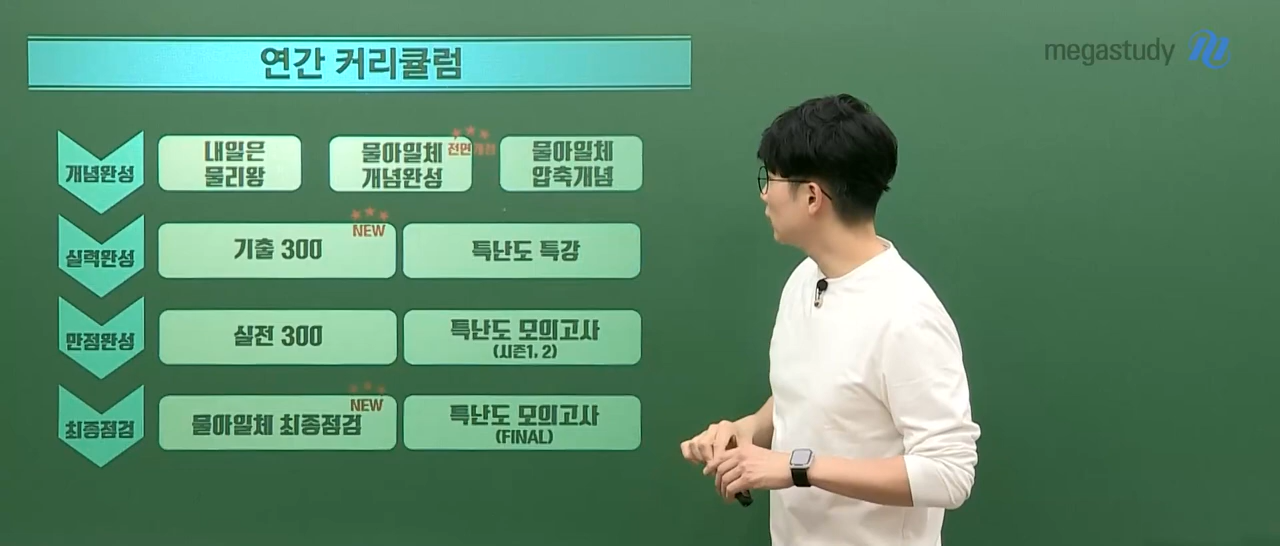 연간 커리큘럼
megastudy
개념완성
내일은
물리왕
물아일체
개념완성
전면개정
물아일체
압축개념
실력완성
기출 300
NEW
특난도 특강
만점완성
실전 300
특난도 모의고사
(시즌1, 2)
최종점검
물아일체 최종점검
NEW
특난도 모의고사
(FINAL)